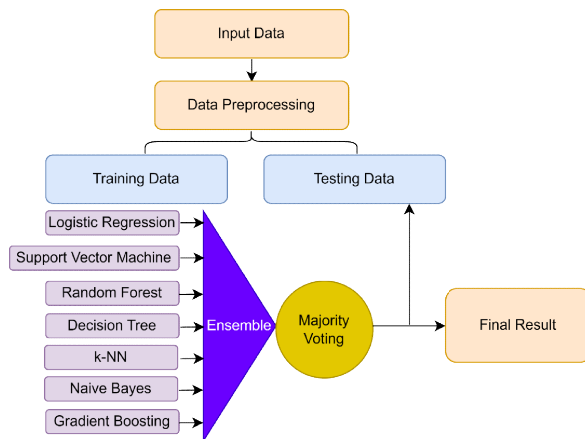 Input Data
Data Preprocessing
Training Data
Testing Data
Logistic Regression
Support Vector Machine
Random Forest
Decision Tree
k-NN
Naive Bayes
Gradient Boosting
Ensemble
Majority
Voting
Final Result